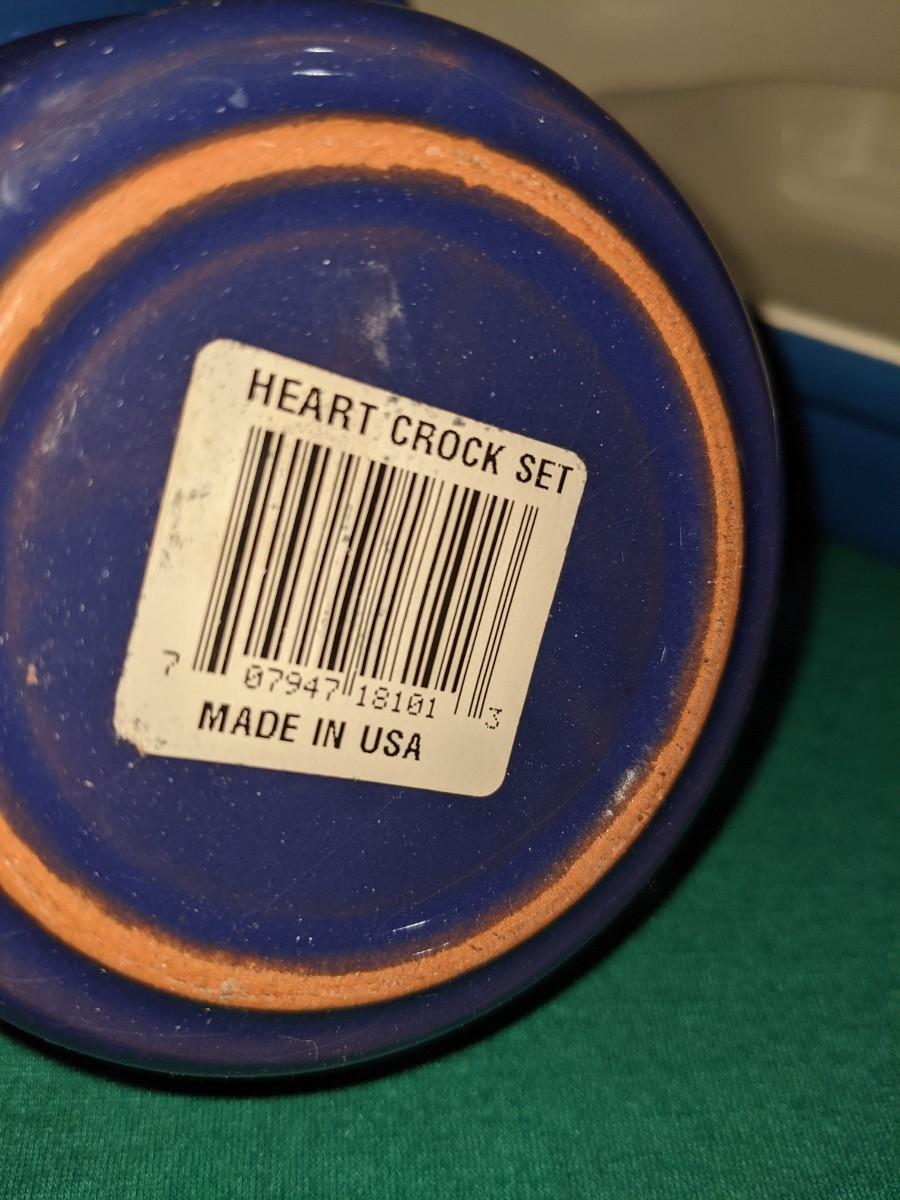 HEART CROCK SET
7 07947 18101 3
MADE IN USA